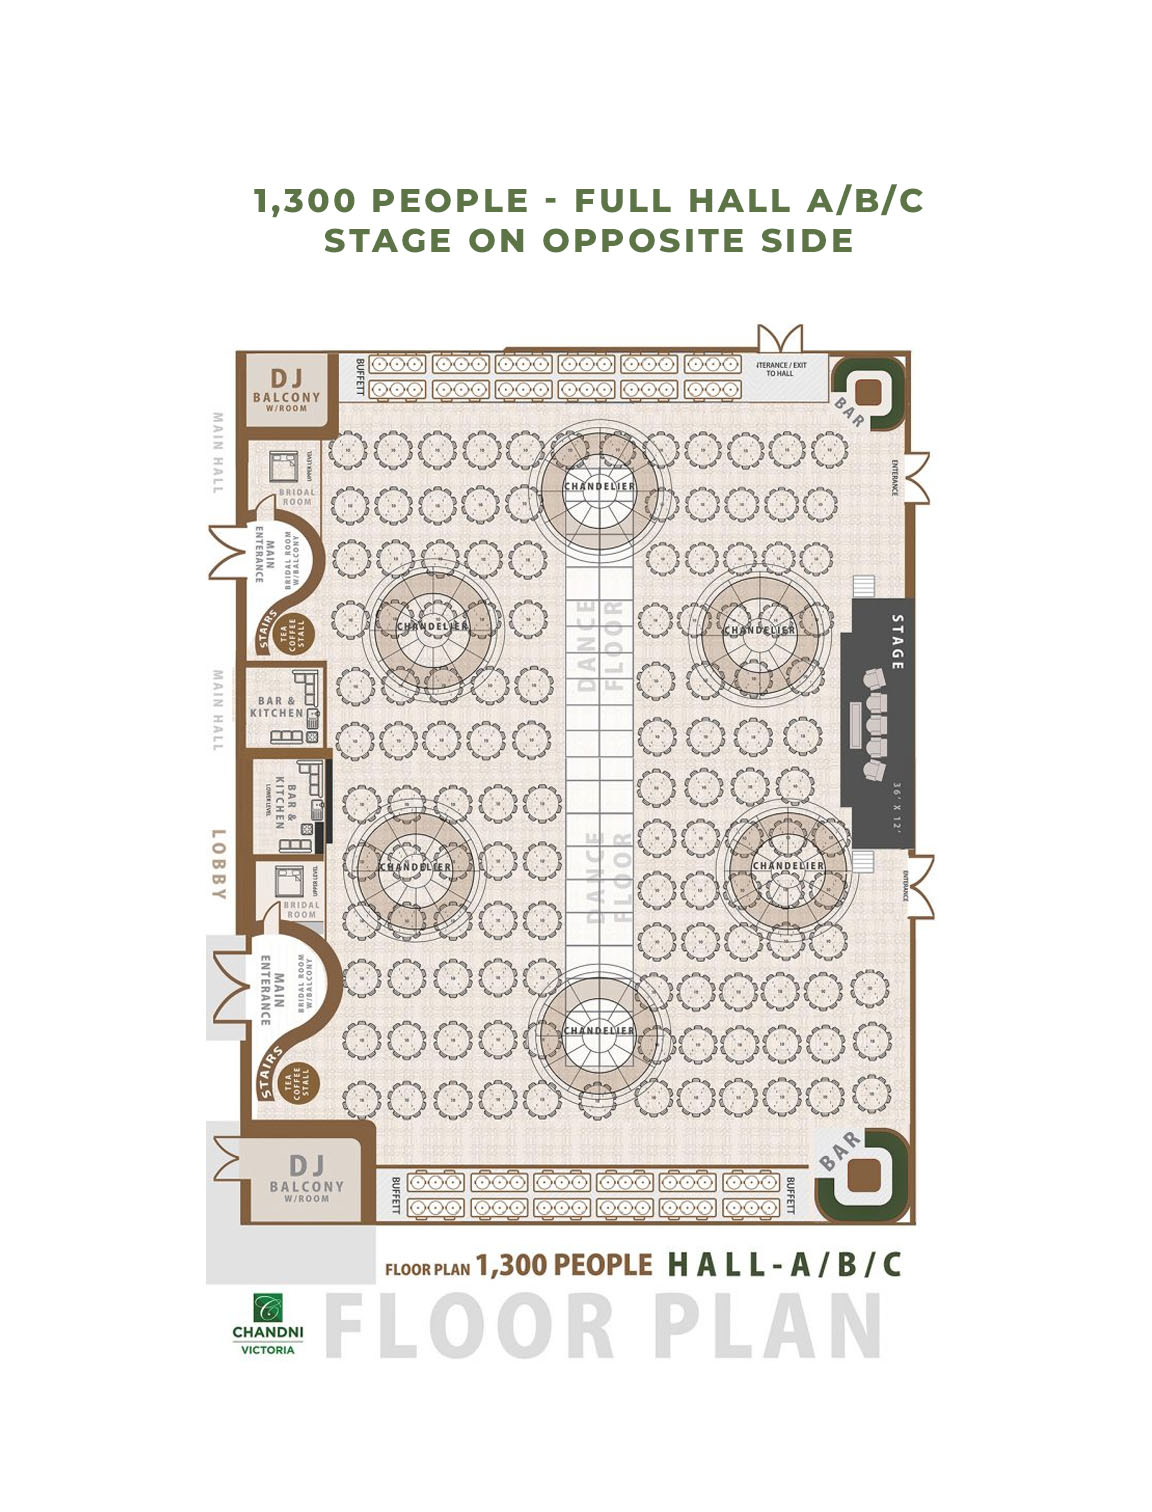 1,300 PEOPLE - FULL HALL A/B/C
STAGE ON OPPOSITE SIDE
DJ
BALCONY
W/ROOM
BUFFETT
NTERANCE / EXIT
TO HALL
BAR
MAIN HALL
UPPER LEVEL
BRIDAL
ROOM
CHANDELIER
ENTERANCE
MAIN
ENTERANCE
BRIDAL ROOM
W/BALCONY
STAIRS
TEA
COFFEE
STALL
CHANDELIER
DANCE
FLOOR
CHANDELIER
STAGE
MAIN HALL
BAR &
KITCHEN
BAR &
KITCHEN
LOWER LEVEL
36' X 12'
LOBBY
CHANDELIER
DANCE
FLOOR
CHANDELIER
UPPER LEVEL
BRIDAL
ROOM
ENTERANCE
MAIN
ENTERANCE
BRIDAL ROOM
W/BALCONY
STAIRS
TEA
COFFEE
STALL
CHANDELIER
DJ
BALCONY
W/ROOM
BUFFETT
BUFFETT
BAR
FLOOR PLAN 1,300 PEOPLE HALL-A/B/C
FLOOR PLAN
CHANDNI
VICTORIA